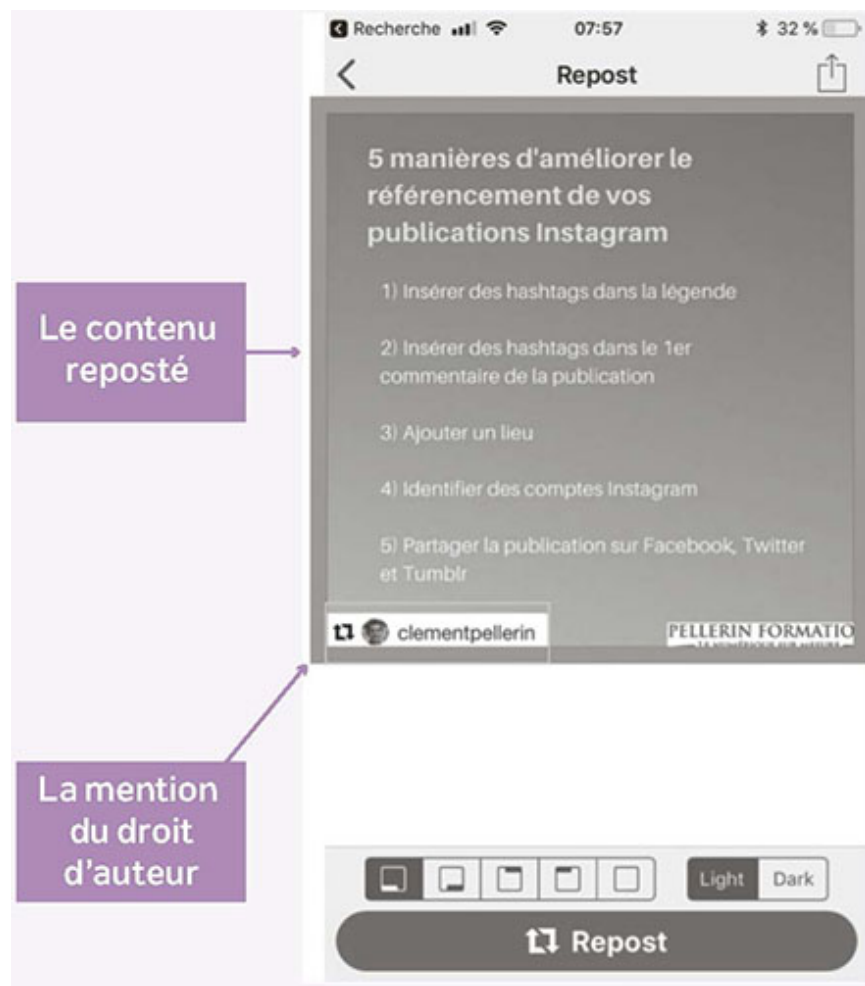 Recherche
07:57
32 %
Repost
5 manières d'améliorer le
référencement de vos
publications Instagram
1) Insérer des hashtags dans la légende
2) Insérer des hashtags dans le 1er
commentaire de la publication
3) Ajouter un lieu
4) Identifier des comptes Instagram
5) Partager la publication sur Facebook, Twitter
et Tumblr
clementpellerin
PELLERIN FORMATIO
Le contenu
reposté
La mention
du droit
d'auteur
Light
Dark
Repost